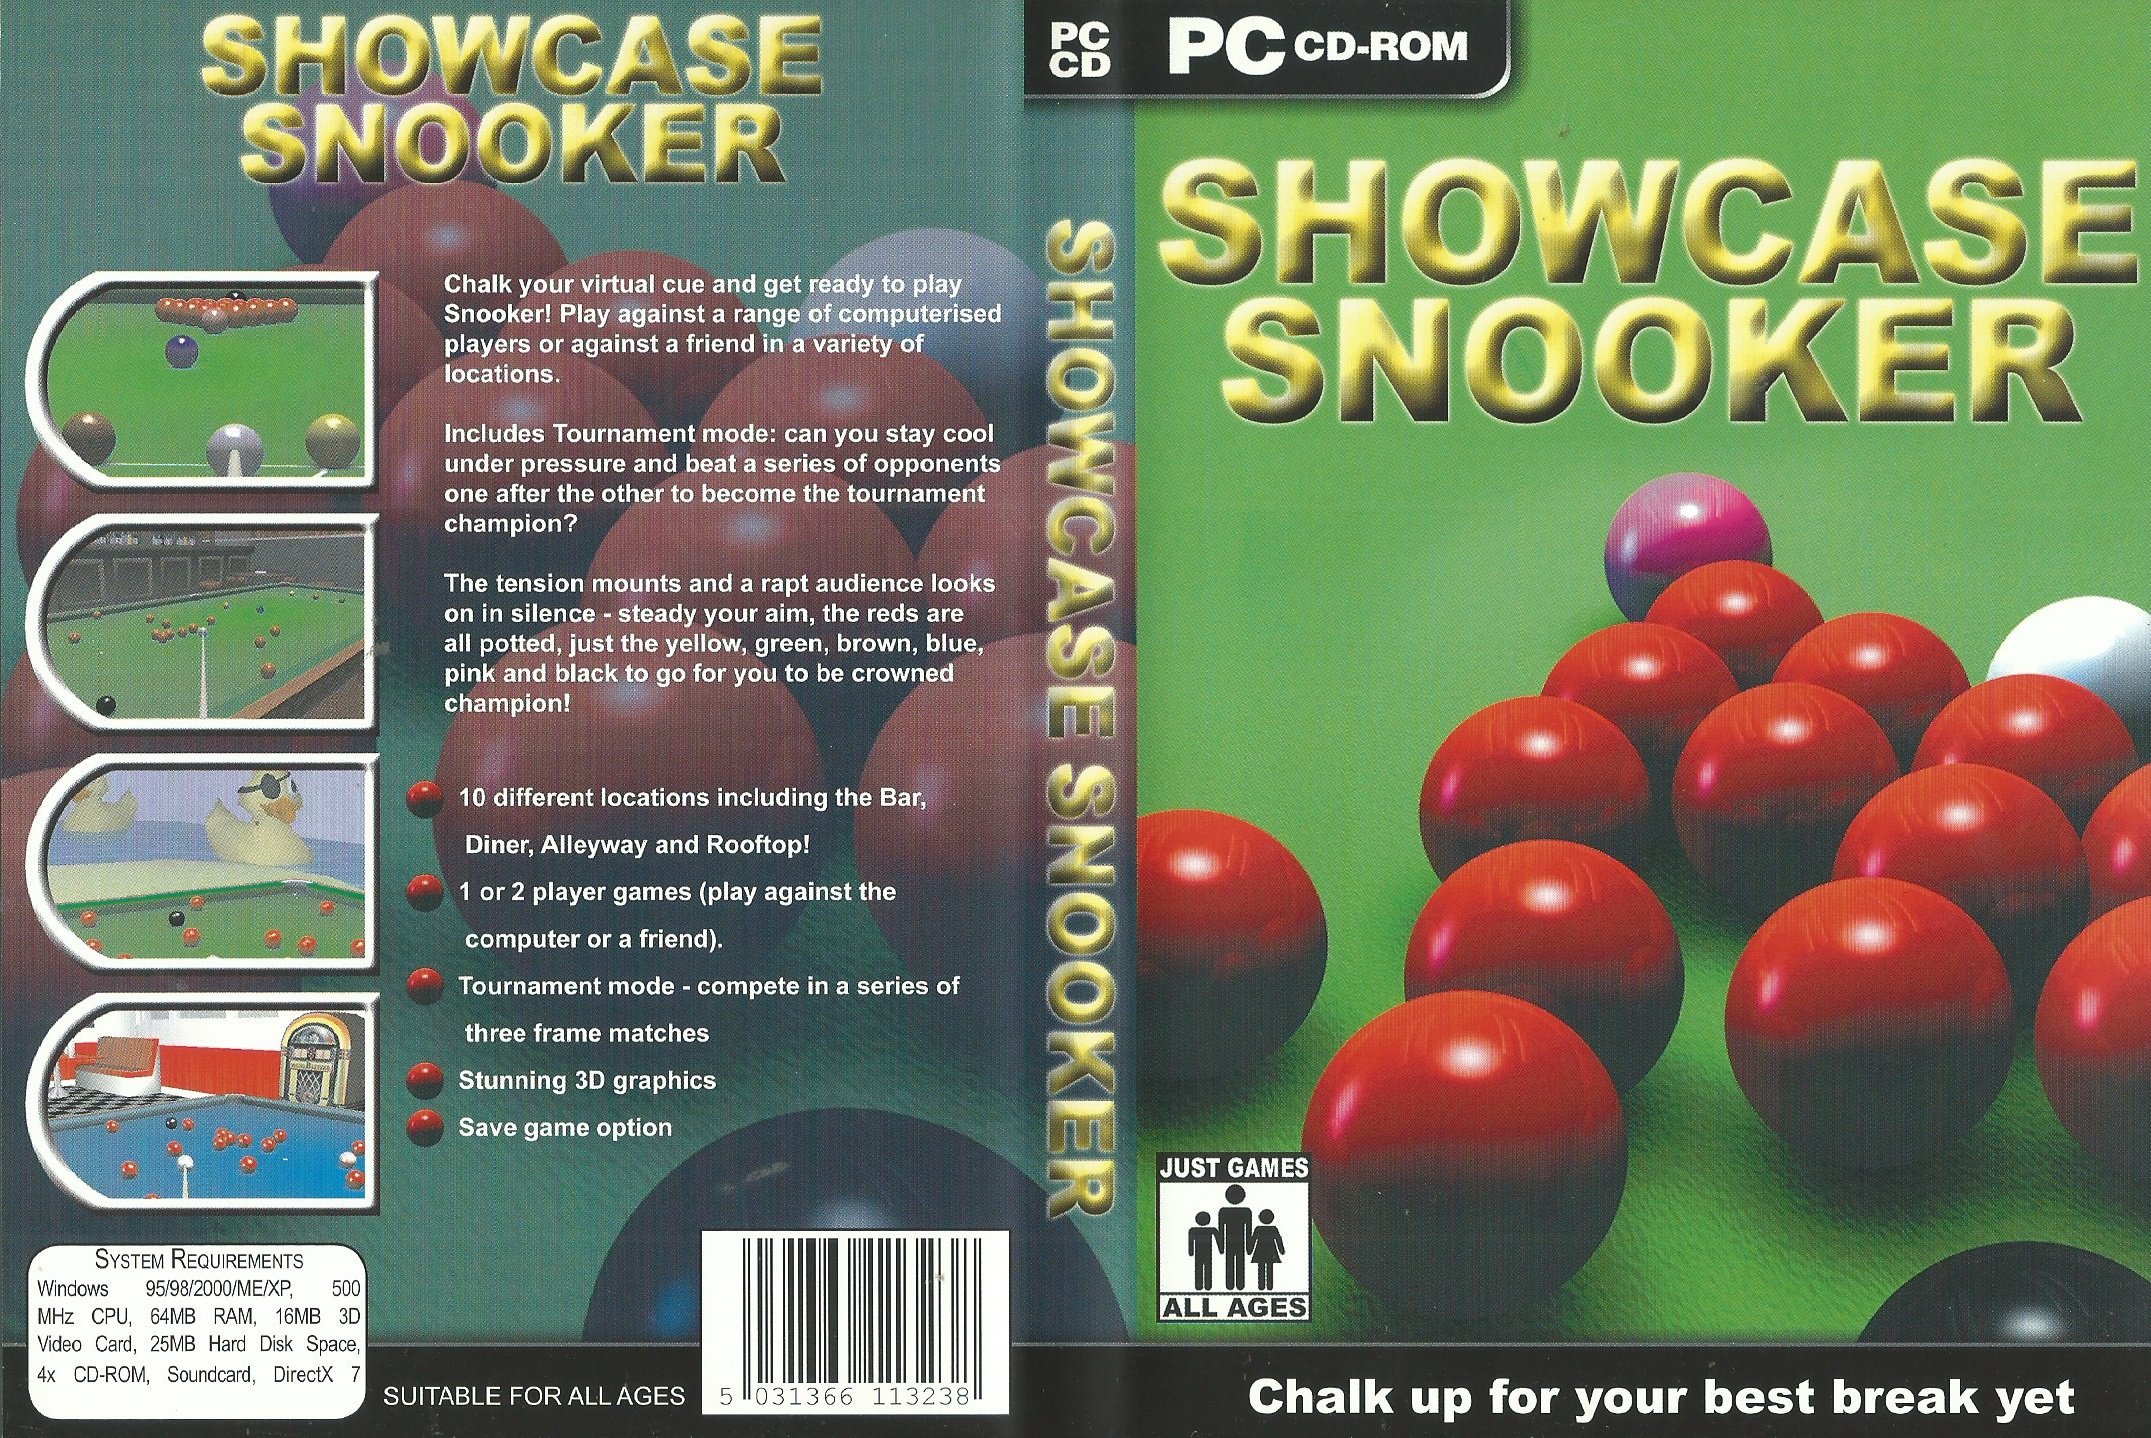 SHOWCASE
SNOOKER
Chalk your virtual cue and get ready to play
Snooker! Play against a range of computerised
players or against a friend in a variety of
locations.
Includes Tournament mode: can you stay cool
under pressure and beat a series of opponents
one after the other to become the tournament
champion?
The tension mounts and a rapt audience looks
on in silence - steady your aim, the reds are
all potted, just the yellow, green, brown, blue,
pink and black to go for you to be crowned
champion!
10 different locations including the Bar,
Diner, Alleyway and Rooftop!
1 or 2 player games (play against the
computer or a friend).
Tournament mode - compete in a series of
three frame matches
Stunning 3D graphics
Save game option
SYSTEM REQUIREMENTS
Windows 95/98/2000/ME/XP, 500
MHz CPU, 64MB RAM, 16MB 3D
Video Card, 25MB Hard Disk Space,
4x CD-ROM, Soundcard, DirectX 7
SUITABLE FOR ALL AGES
5 031366 113238
PC
CD
SHOWCASE SNOOKER
PC CD-ROM
SHOWCASE
SNOOKER
JUST GAMES
ALL AGES
Chalk up for your best break yet